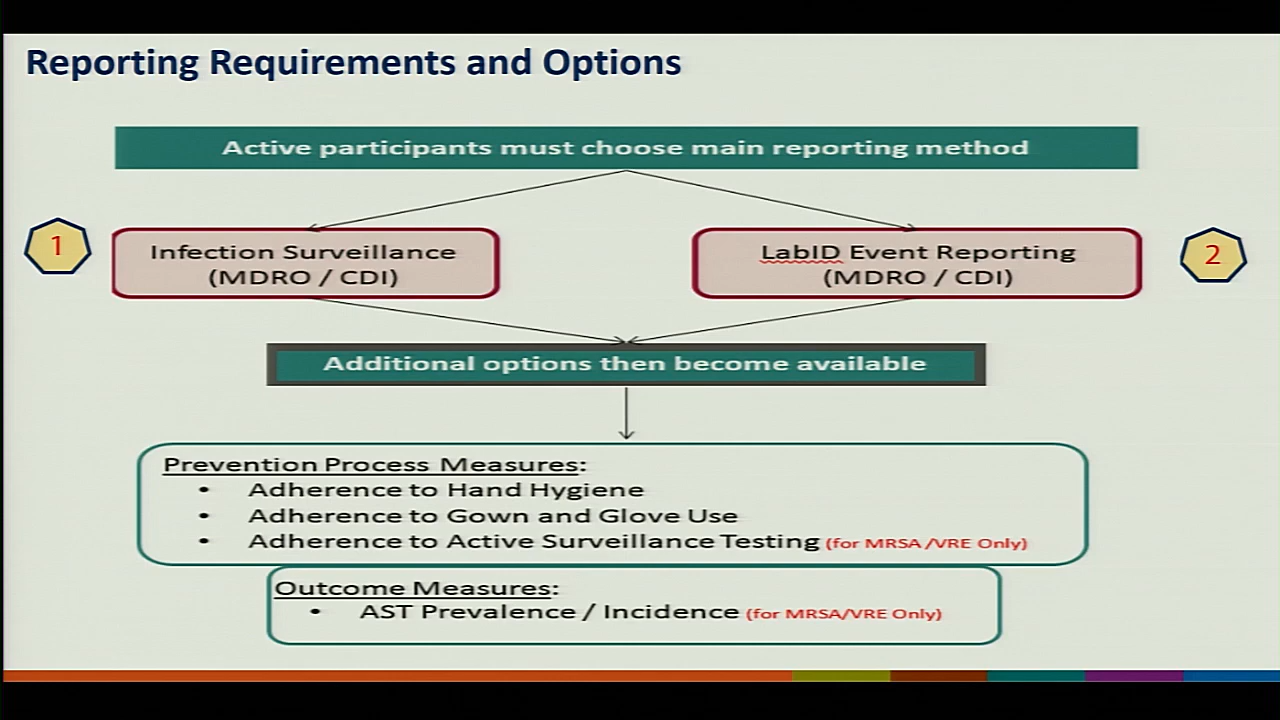 Reporting Requirements and Options
Active participants must choose main reporting method
1
Infection Surveillance
(MDRO / CDI)
LabID Event Reporting
(MDRO / CDI)
2
Additional options then become available
Prevention Process Measures:
• Adherence to Hand Hygiene
• Adherence to Gown and Glove Use
• Adherence to Active Surveillance Testing (for MRSA /VRE Only)
Outcome Measures:
• AST Prevalence / Incidence (for MRSA/VRE Only)